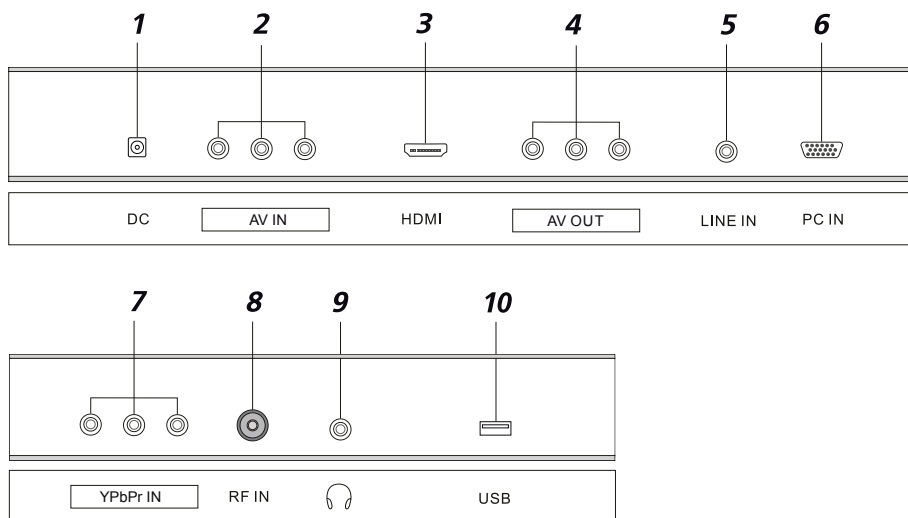 1 2 3 4 5 6
DC AV IN HDMI AV OUT LINE IN PC IN
7 8 9 10
YPbPr IN RF IN USB